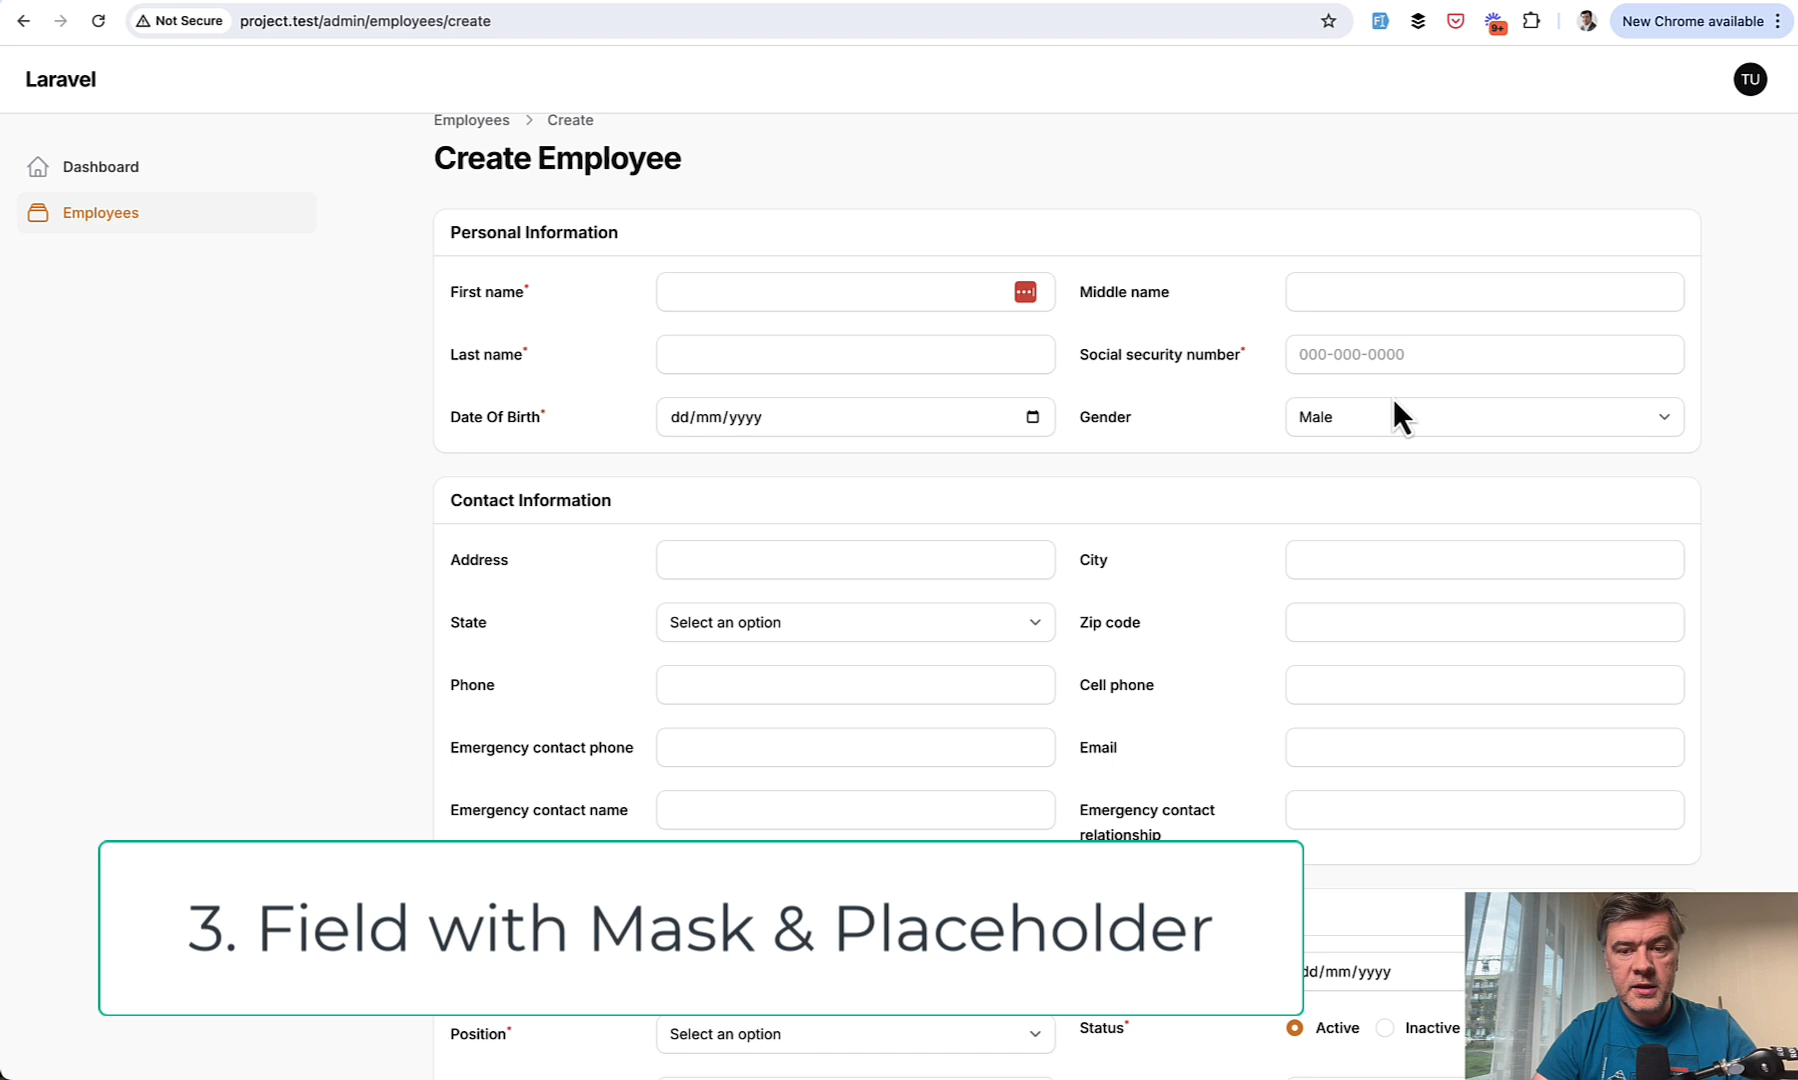 Not Secure
project.test/admin/employees/create
9+
New Chrome available
Laravel
TU
Employees > Create
Dashboard
Create Employee
Employees
Personal Information
First name*
Middle name
Last name*
Social security number*
000-000-0000
Date Of Birth*
dd/mm/yyyy
Gender
Male
Contact Information
Address
City
State
Select an option
Zip code
Phone
Cell phone
Emergency contact phone
Email
Emergency contact name
Emergency contact
relationship
3. Field with Mask & Placeholder
dd/mm/yyyy
Position*
Select an option
Status*
Active
Inactive